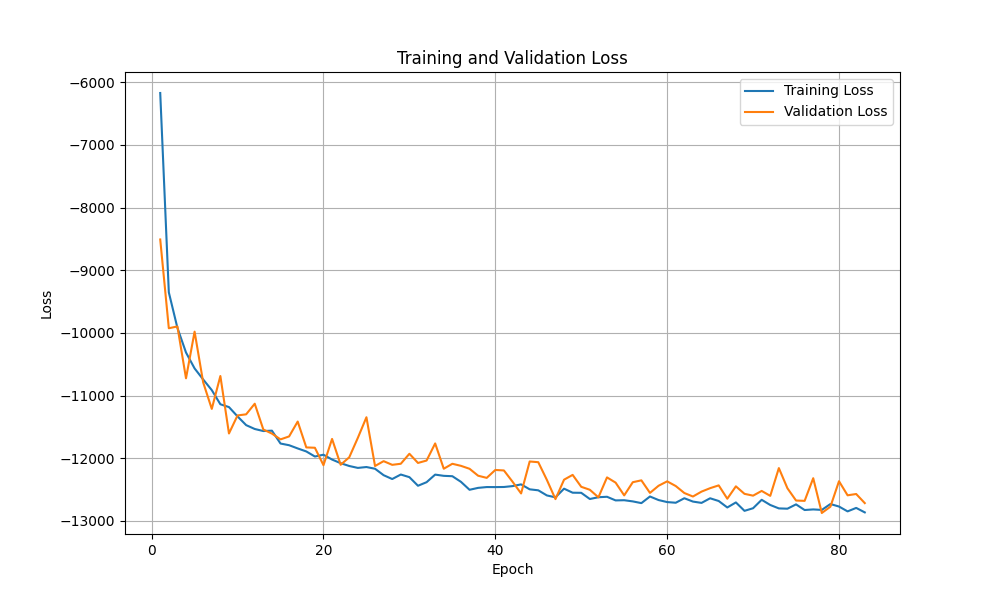 Training and Validation Loss
Training Loss
Validation Loss
−6000
−7000
−8000
−9000
−10000
−11000
−12000
−13000
Loss
0
20
40
60
80
Epoch